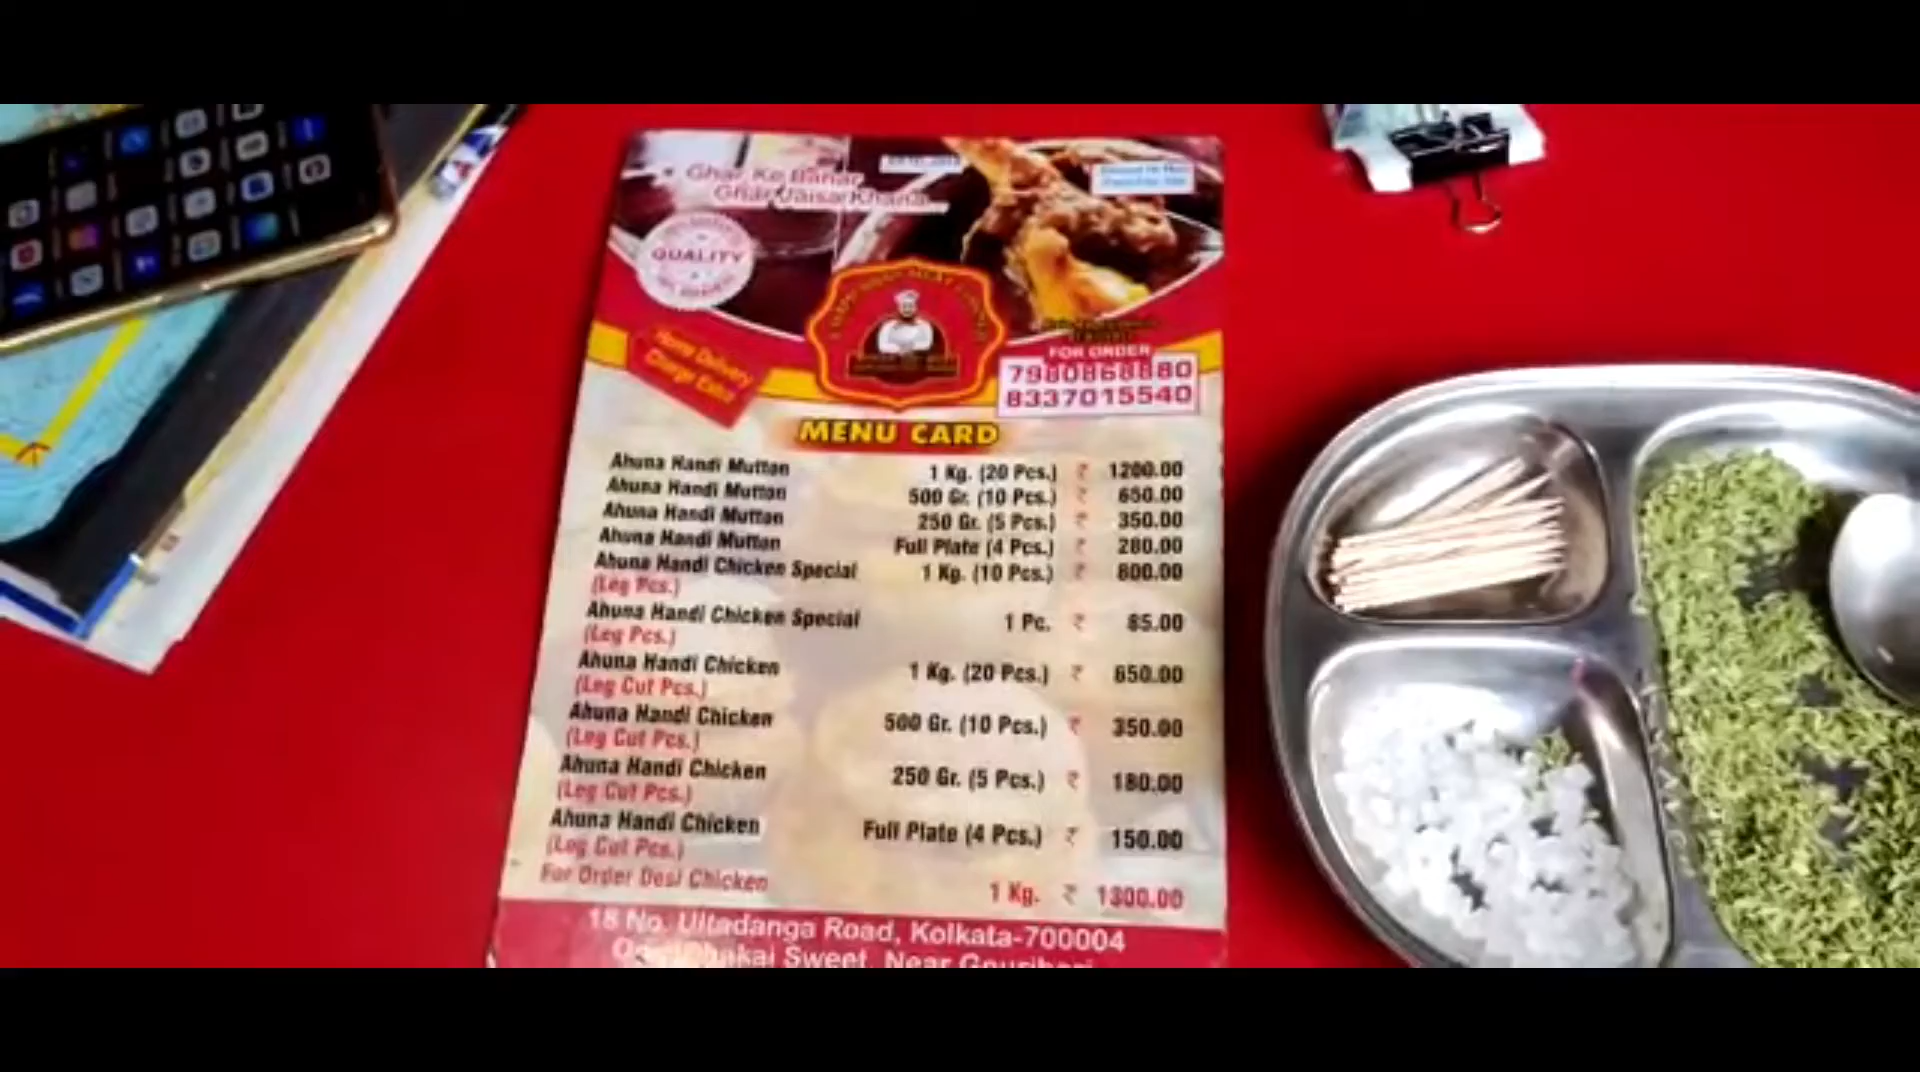 Ghar Ke Bahar
Ghar Jaisa Khana...
QUALITY
Home Delivery
Charge Extra
FOR ORDER
7980868880
8337015540
MENU CARD
Ahuna Handi Mutton 1 Kg. (20 Pcs.) ₹ 1200.00
Ahuna Handi Mutton 500 Gr. (10 Pcs.) ₹ 650.00
Ahuna Handi Mutton 250 Gr. (5 Pcs.) ₹ 350.00
Ahuna Handi Mutton Full Plate (4 Pcs.) ₹ 280.00
Ahuna Handi Chicken Special 1 Kg. (10 Pcs.) ₹ 800.00
(Leg Pcs.)
Ahuna Handi Chicken Special 1 Pc. ₹ 85.00
(Leg Pcs.)
Ahuna Handi Chicken 1 Kg. (20 Pcs.) ₹ 650.00
(Leg Cut Pcs.)
Ahuna Handi Chicken 500 Gr. (10 Pcs.) ₹ 350.00
(Leg Cut Pcs.)
Ahuna Handi Chicken 250 Gr. (5 Pcs.) ₹ 180.00
(Leg Cut Pcs.)
Ahuna Handi Chicken Full Plate (4 Pcs.) ₹ 150.00
(Leg Cut Pcs.)
For Order Desi Chicken 1 Kg. ₹ 1300.00
18 No. Ultadanga Road, Kolkata-700004
Sweet, Near